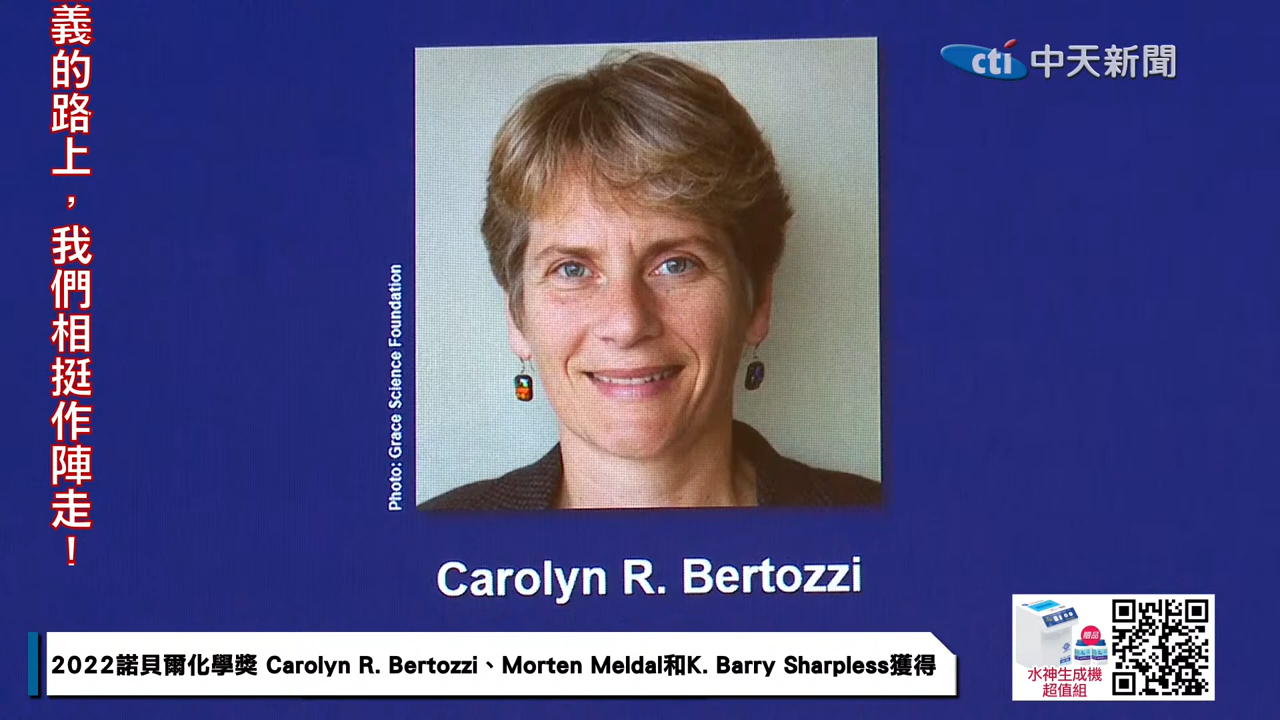 義的路上，我們相挺作陣走！
cti 中天新聞
Photo: Grace Science Foundation
Carolyn R. Bertozzi
2022諾貝爾化學獎 Carolyn R. Bertozzi、Morten Meldal和K. Barry Sharpless獲得
贈品
水神生成機
超值組